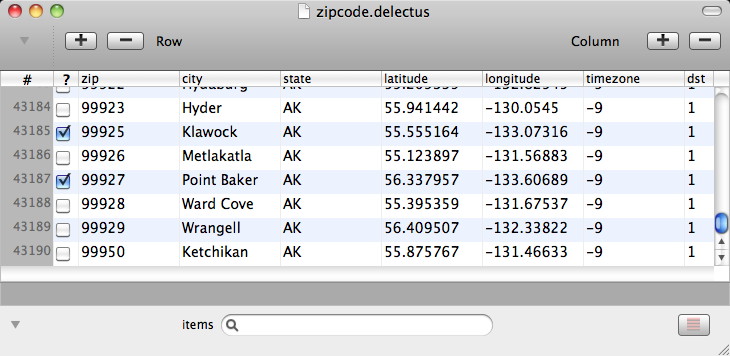 zipcode.delectus
Row Column
# ? zip city state latitude longitude timezone dst
43184 99923 Hyder AK 55.941442 -130.0545 -9 1
43185 99925 Klawock AK 55.555164 -133.07316 -9 1
43186 99926 Metlakatla AK 55.123897 -131.56883 -9 1
43187 99927 Point Baker AK 56.337957 -133.60689 -9 1
43188 99928 Ward Cove AK 55.395359 -131.67537 -9 1
43189 99929 Wrangell AK 56.409507 -132.33822 -9 1
43190 99950 Ketchikan AK 55.875767 -131.46633 -9 1
items